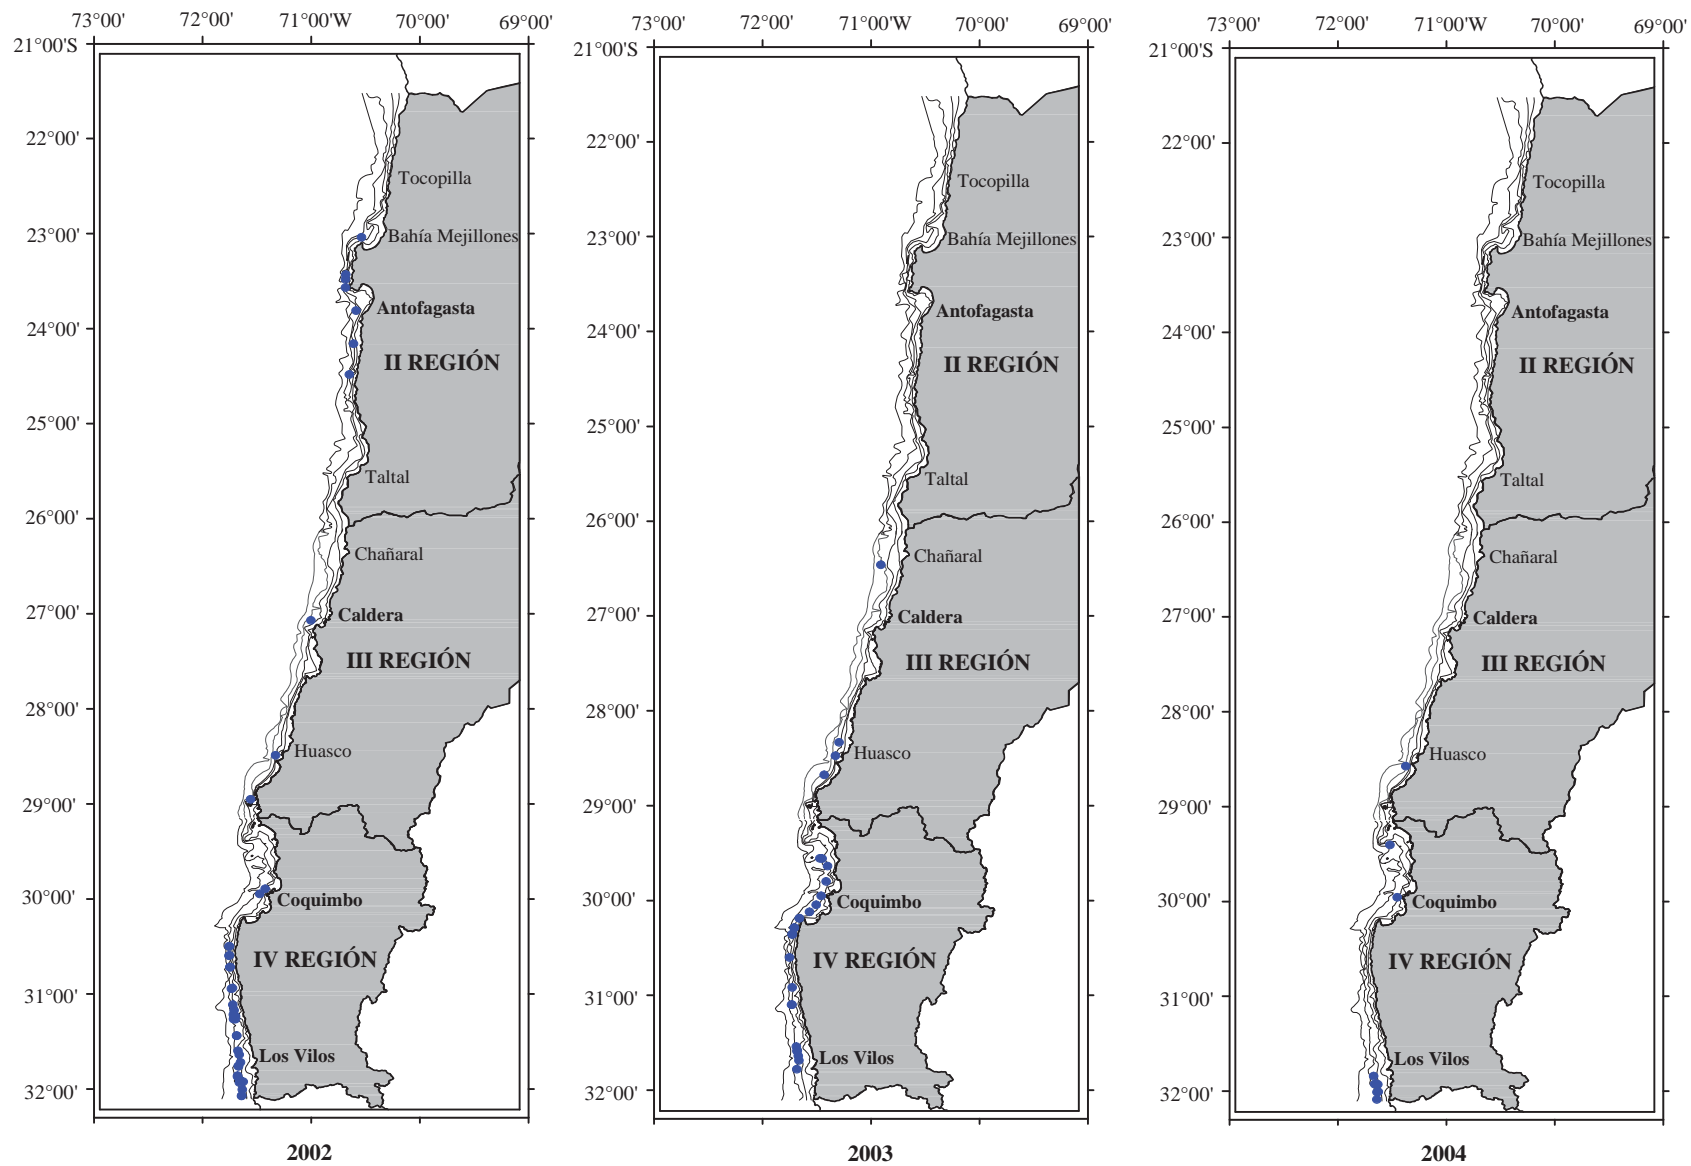 73°00' 72°00' 71°00'W 70°00' 69°00'
21°00'S
22°00'
Tocopilla
23°00'
Bahía Mejillones
Antofagasta
24°00'
II REGIÓN
25°00'
Taltal
26°00'
Chañaral
27°00'
Caldera
III REGIÓN
28°00'
Huasco
29°00'
30°00'
Coquimbo
IV REGIÓN
31°00'
Los Vilos
32°00'
2002
73°00' 72°00' 71°00'W 70°00' 69°00'
21°00'S
22°00'
Tocopilla
23°00'
Bahía Mejillones
Antofagasta
24°00'
II REGIÓN
25°00'
Taltal
26°00'
Chañaral
27°00'
Caldera
III REGIÓN
28°00'
Huasco
29°00'
30°00'
Coquimbo
IV REGIÓN
31°00'
Los Vilos
32°00'
2003
73°00' 72°00' 71°00'W 70°00' 69°00'
21°00'S
22°00'
Tocopilla
23°00'
Bahía Mejillones
Antofagasta
24°00'
II REGIÓN
25°00'
Taltal
26°00'
Chañaral
27°00'
Caldera
III REGIÓN
28°00'
Huasco
29°00'
30°00'
Coquimbo
IV REGIÓN
31°00'
Los Vilos
32°00'
2004